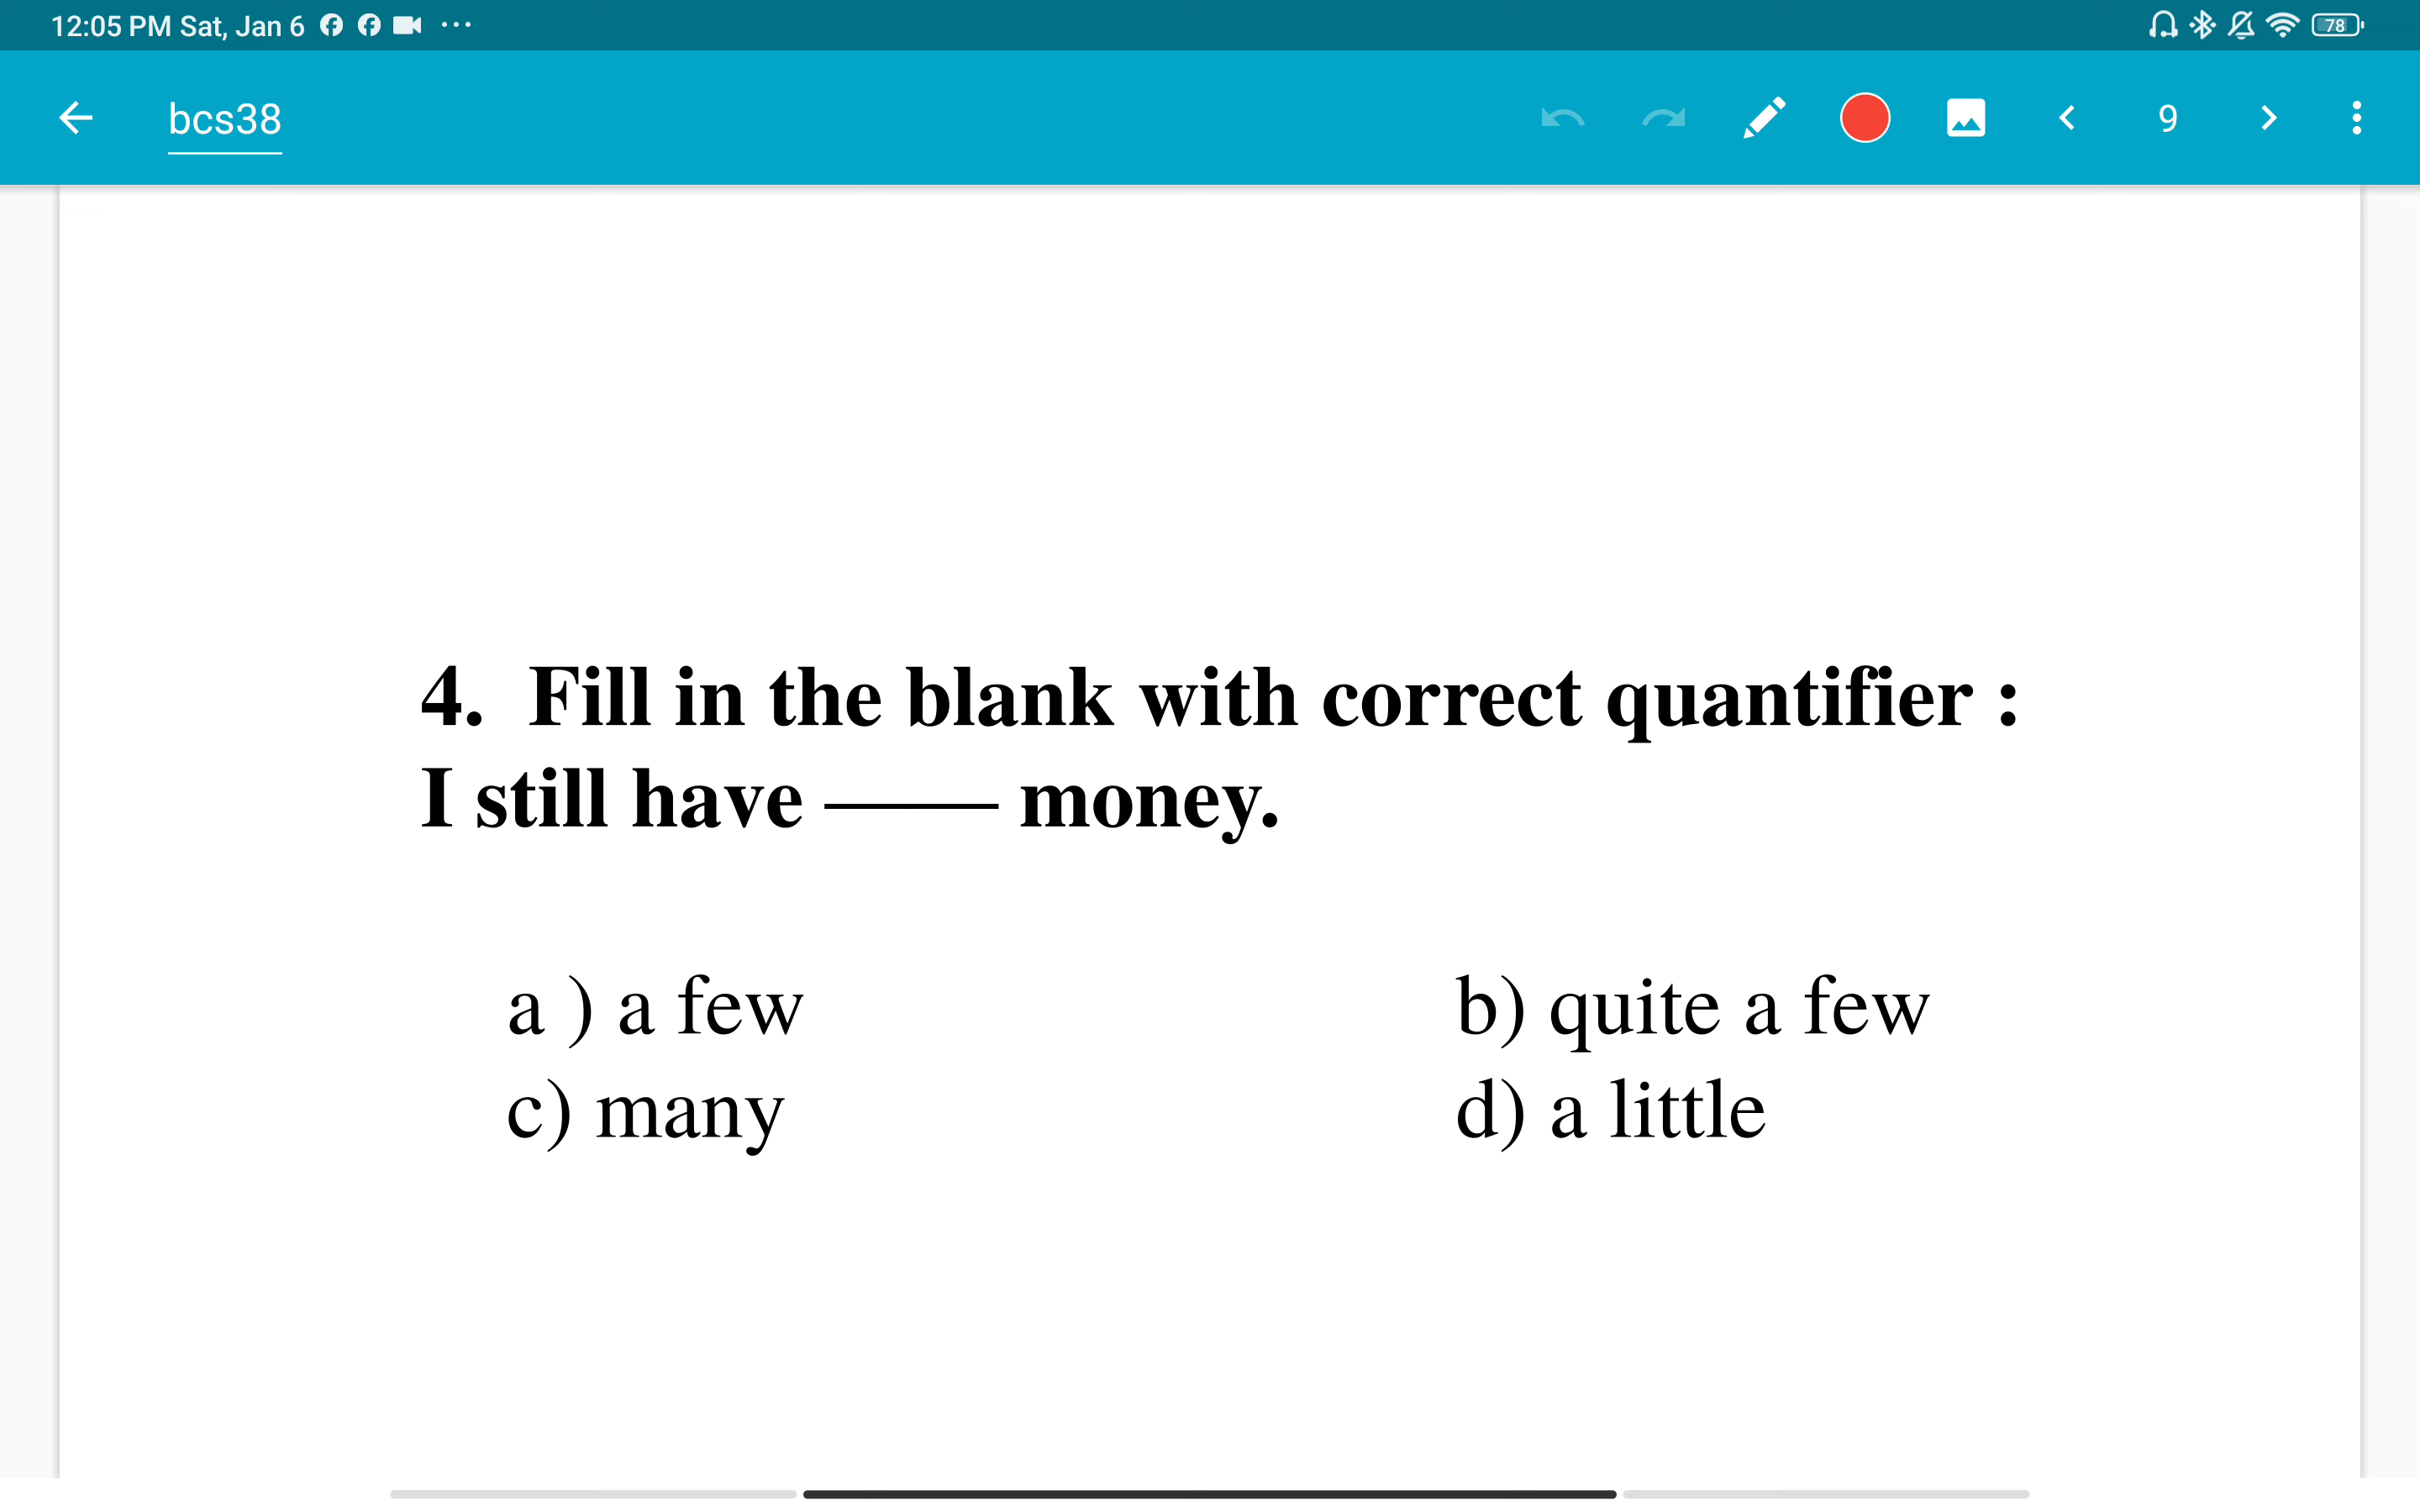 12:05 PM Sat, Jan 6
78
bcs38
9
4. Fill in the blank with correct quantifier :
I still have ——— money.
a ) a few b) quite a few
c) many d) a little